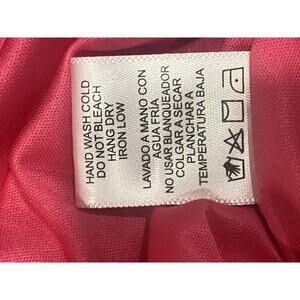 HAND WASH COLD
DO NOT BLEACH
HANG DRY
IRON LOW
LAVADO A MANO CON
AGUA FRIA
NO USAR BLANQUEADOR
COLGAR A SECAR
PLANCHAR A
TEMPERATURA BAJA